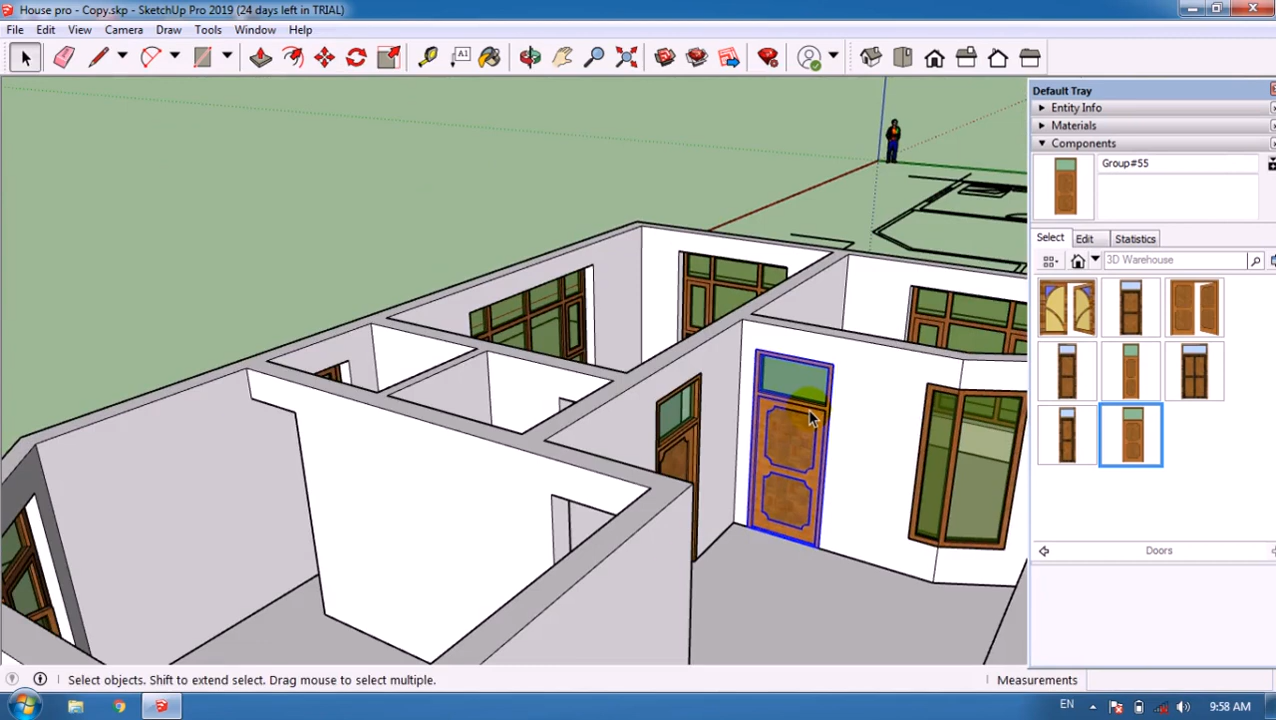 House pro - Copy.skp - SketchUp Pro 2019 (24 days left in TRIAL)
File Edit View Camera Draw Tools Window Help
A1
Default Tray
Entity Info
Materials
Components
Group#55
Select Edit Statistics
3D Warehouse
Doors
Select objects. Shift to extend select. Drag mouse to select multiple.
Measurements
EN
9:58 AM